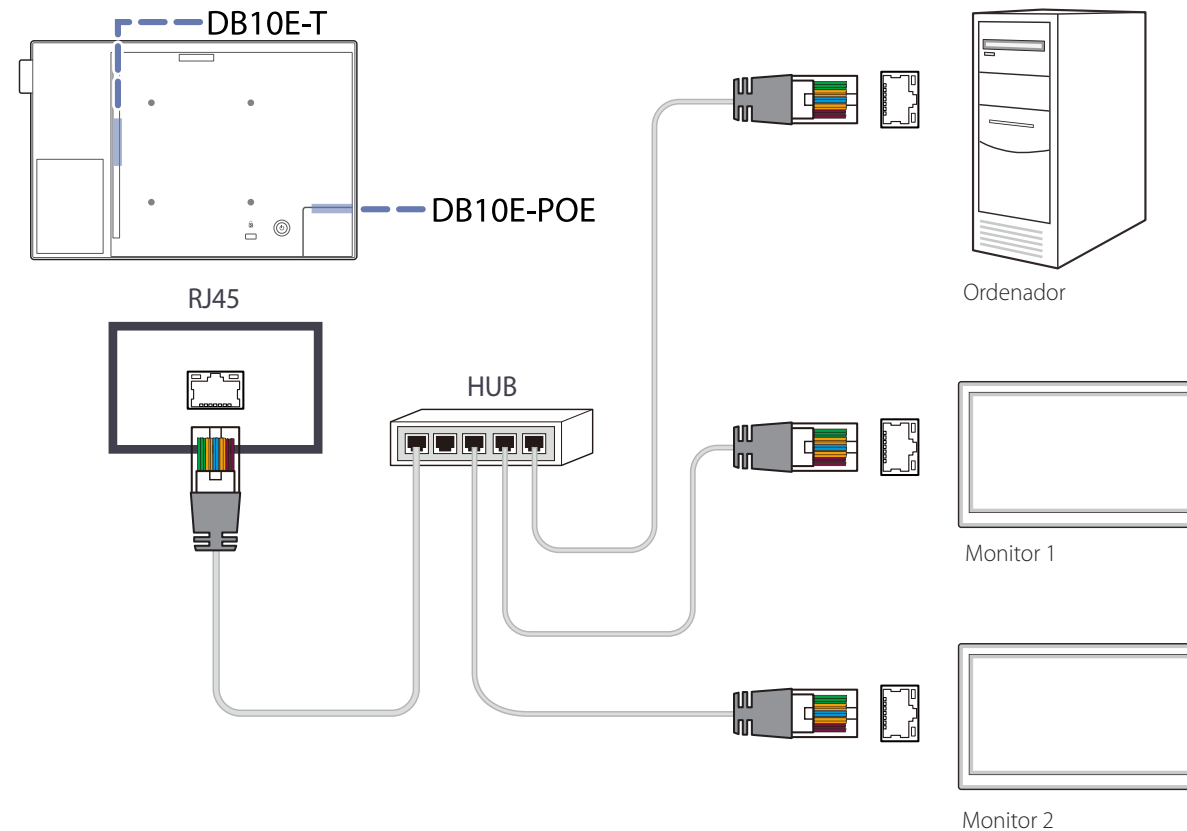 DB10E-T
DB10E-POE
RJ45
HUB
Ordenador
Monitor 1
Monitor 2